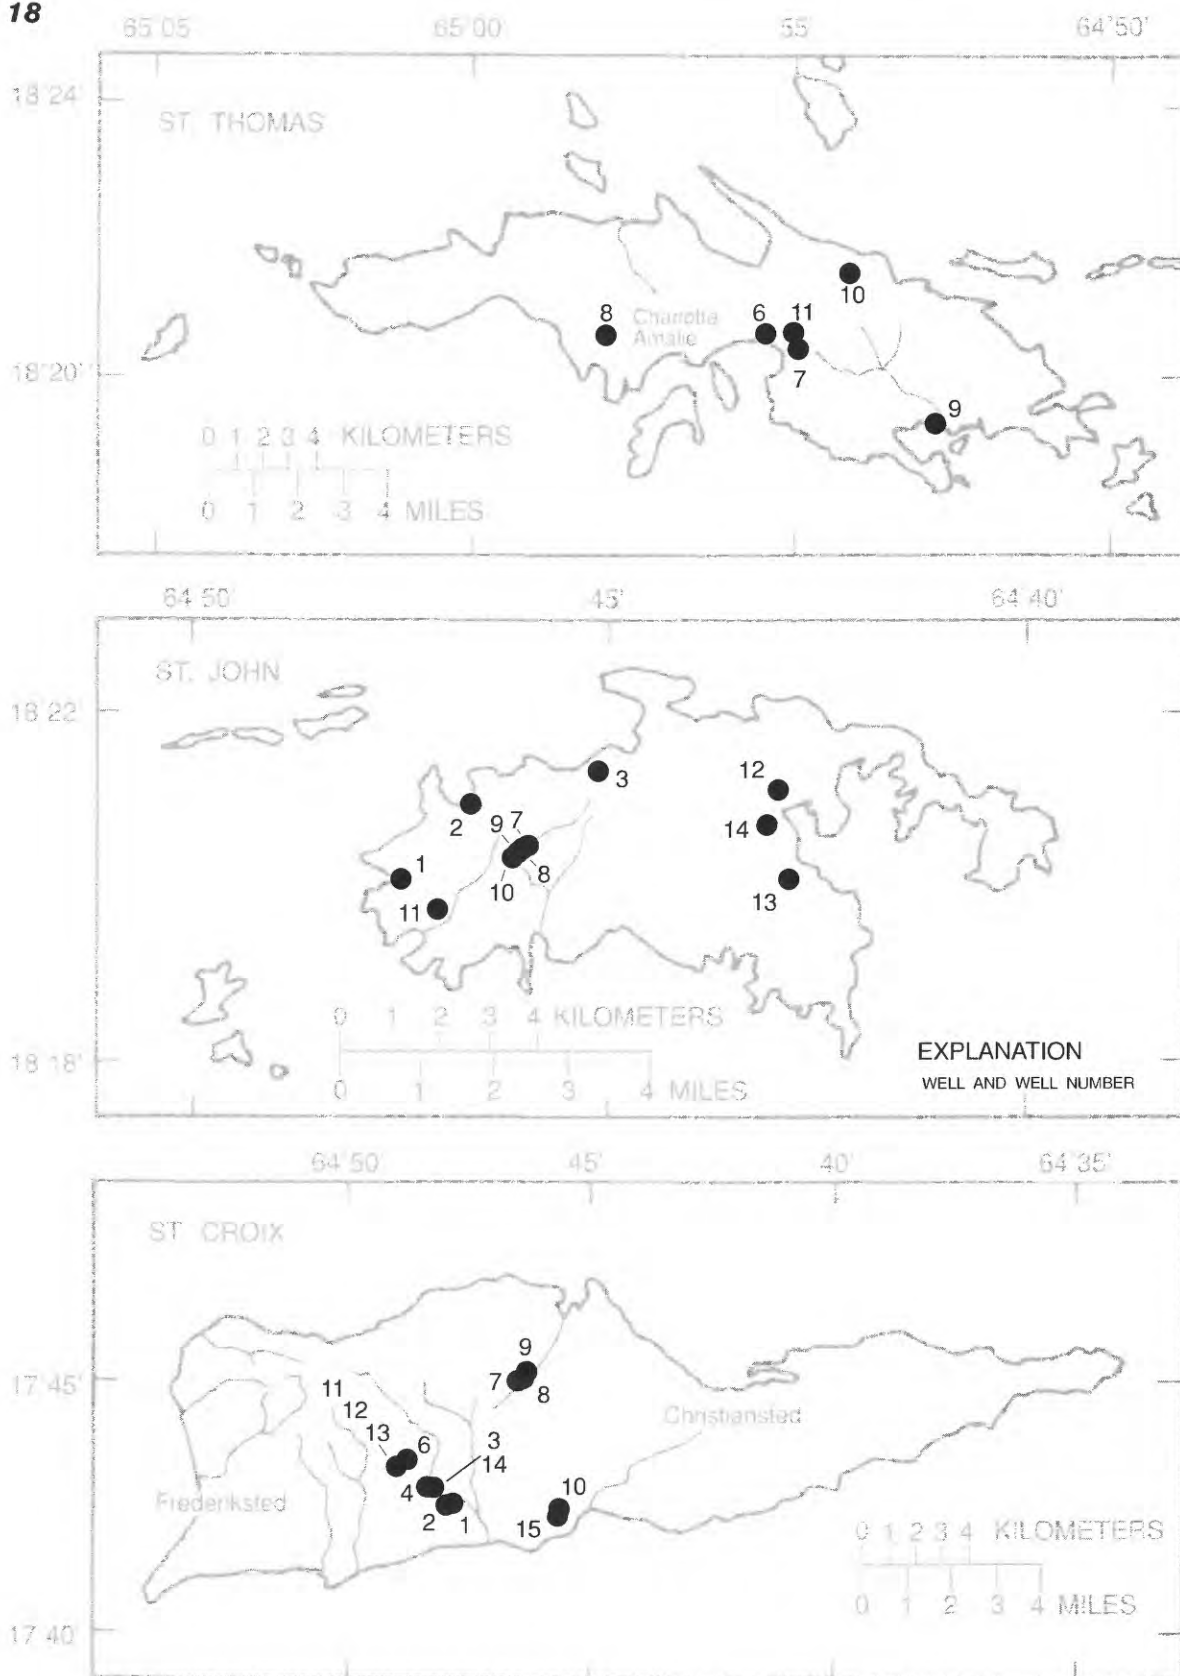 18
65 05 65 00 55 64 50'
18 24
ST. THOMAS
8
Charlotte
Amalie
6
11
10
7
9
18 20'
0 1 2 3 4 KILOMETERS
0 1 2 3 4 MILES
64 50' 45' 64 40'
ST. JOHN
18 22'
3
12
2
9 7
14
1
10
8
11
13
0 1 2 3 4 KILOMETERS
0 1 2 3 4 MILES
18 18'
EXPLANATION
WELL AND WELL NUMBER
64 50' 45' 40' 64 35'
ST CROIX
9
17 45'
7
8
11
12
13
6
3
14
Christiansted
4
2
1
10
15
Frederiksted
0 1 2 3 4 KILOMETERS
0 1 2 3 4 MILES
17 40'